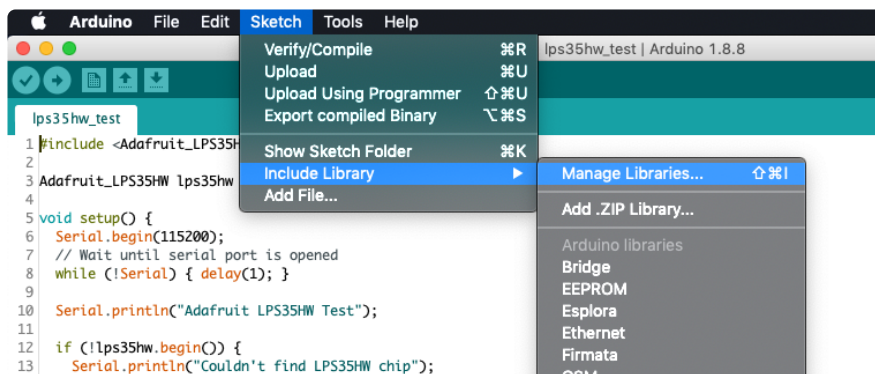 Arduino File Edit Sketch Tools Help
lps35hw_test | Arduino 1.8.8
Verify/Compile ⌘R
Upload ⌘U
Upload Using Programmer ⇧⌘U
Export compiled Binary ⌥⌘S
Show Sketch Folder ⌘K
Include Library ▶
Add File...
Manage Libraries... ⇧⌘I
Add .ZIP Library...
Arduino libraries
Bridge
EEPROM
Esplora
Ethernet
Firmata
lps35hw_test
1 #include <Adafruit_LPS35H
2
3 Adafruit_LPS35HW lps35hw
4
5 void setup() {
6 Serial.begin(115200);
7 // Wait until serial port is opened
8 while (!Serial) { delay(1); }
9
10 Serial.println("Adafruit LPS35HW Test");
11
12 if (!lps35hw.begin()) {
13 Serial.println("Couldn't find LPS35HW chip");